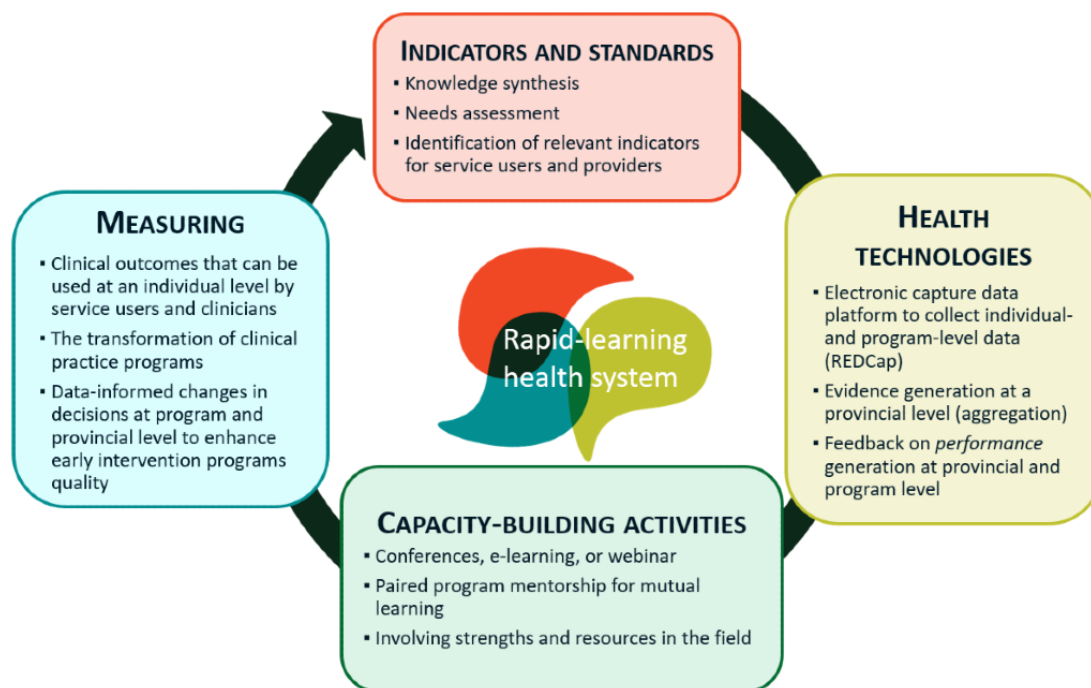 INDICATORS AND STANDARDS
▪ Knowledge synthesis
▪ Needs assessment
▪ Identification of relevant indicators
for service users and providers
HEALTH
TECHNOLOGIES
▪ Electronic capture data
platform to collect individual-
and program-level data
(REDCap)
▪ Evidence generation at a
provincial level (aggregation)
▪ Feedback on performance
generation at provincial and
program level
CAPACITY-BUILDING ACTIVITIES
▪ Conferences, e-learning, or webinar
▪ Paired program mentorship for mutual
learning
▪ Involving strengths and resources in the field
MEASURING
▪ Clinical outcomes that can be
used at an individual level by
service users and clinicians
▪ The transformation of clinical
practice programs
▪ Data-informed changes in
decisions at program and
provincial level to enhance
early intervention programs
quality
Rapid-learning
health system